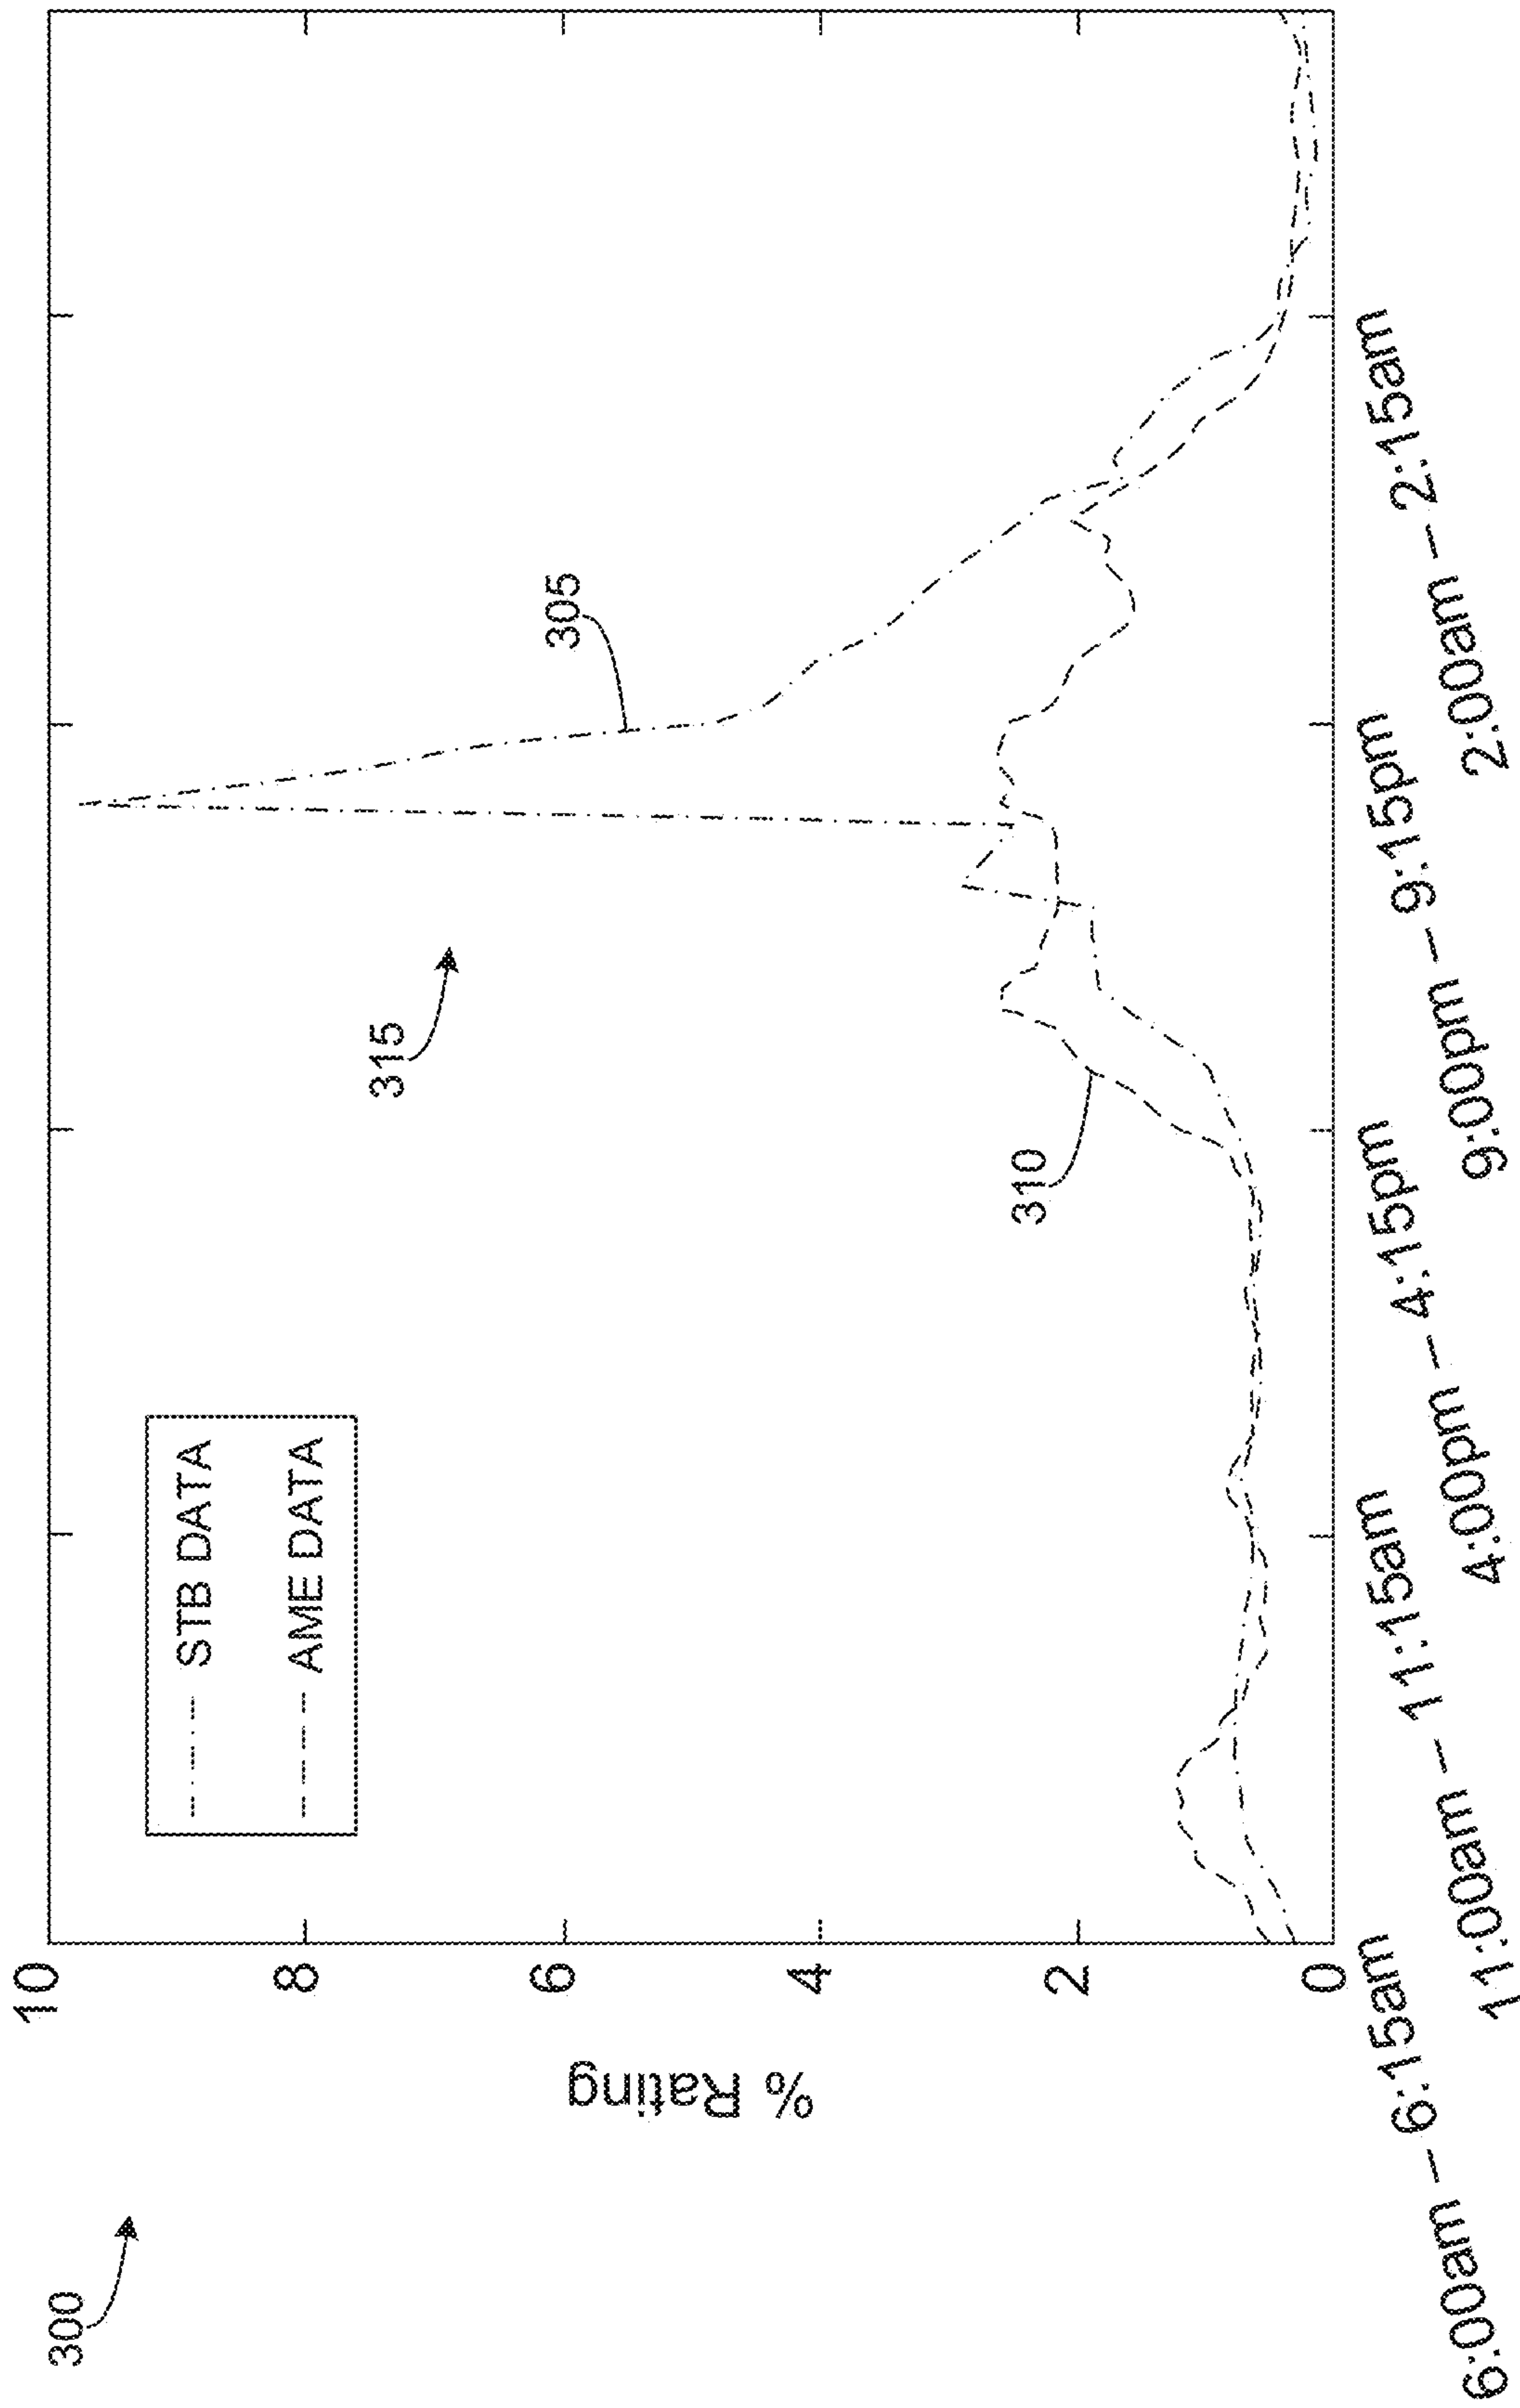 300
% Rating
10
8
6
4
2
0
STB DATA
AME DATA
315
305
310
6:00am – 6:15am
11:00am – 11:15am
4:00pm – 4:15pm
9:00pm – 9:15pm
2:00am – 2:15am